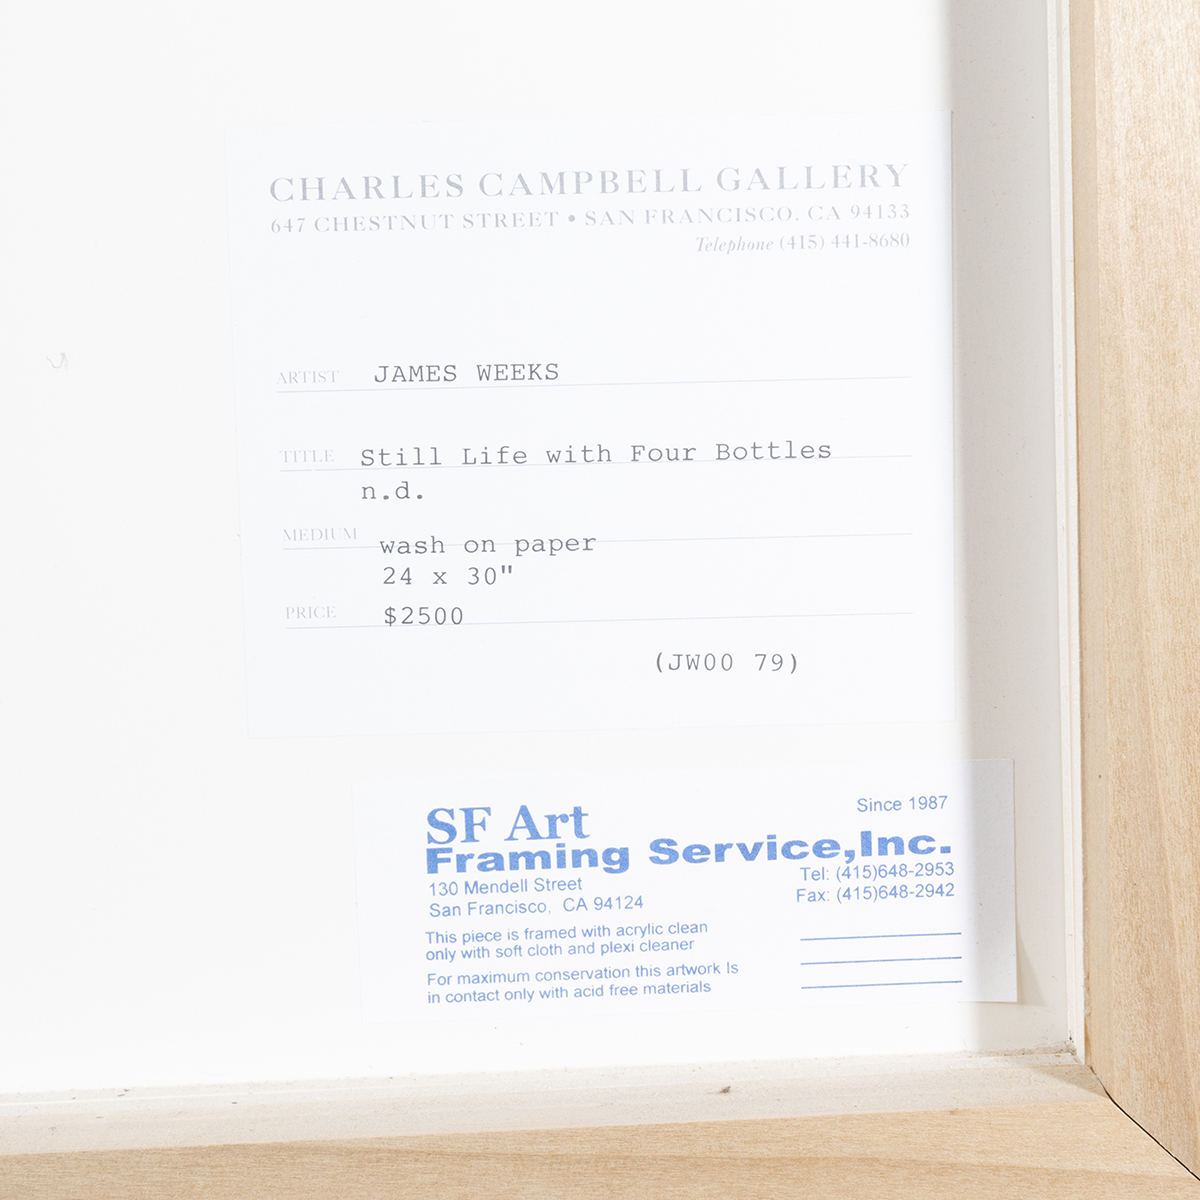 CHARLES CAMPBELL GALLERY
647 CHESTNUT STREET • SAN FRANCISCO. CA 94133
Telephone (415) 441-8680
ARTIST JAMES WEEKS
TITLE Still Life with Four Bottles
n.d.
MEDIUM wash on paper
24 x 30"
PRICE $2500
(JW00 79)
SF Art
Since 1987
Framing Service,Inc.
130 Mendell Street
Tel: (415)648-2953
San Francisco, CA 94124
Fax: (415)648-2942
This piece is framed with acrylic clean
only with soft cloth and plexi cleaner
For maximum conservation this artwork Is
in contact only with acid free materials